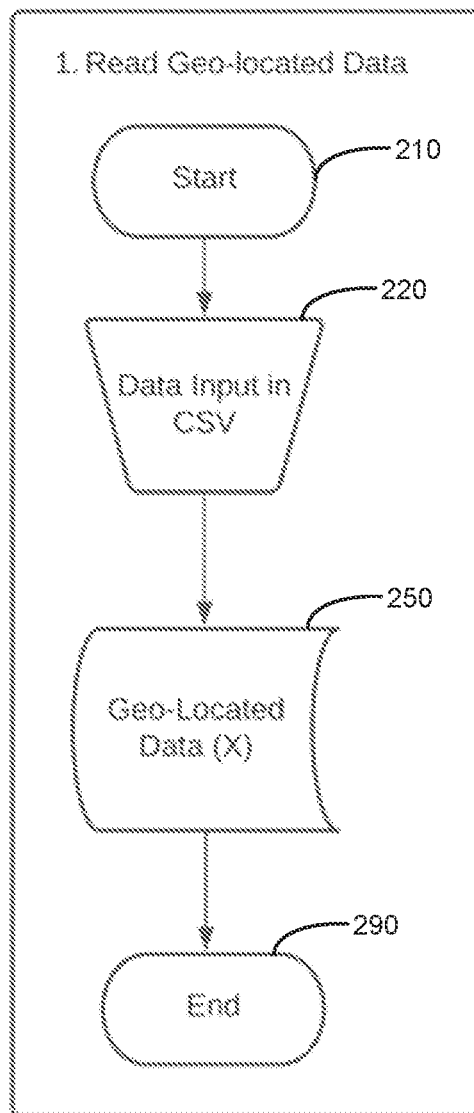 1. Read Geo-located Data
Start
210
220
Data Input in
CSV
250
Geo-Located
Data (X)
290
End